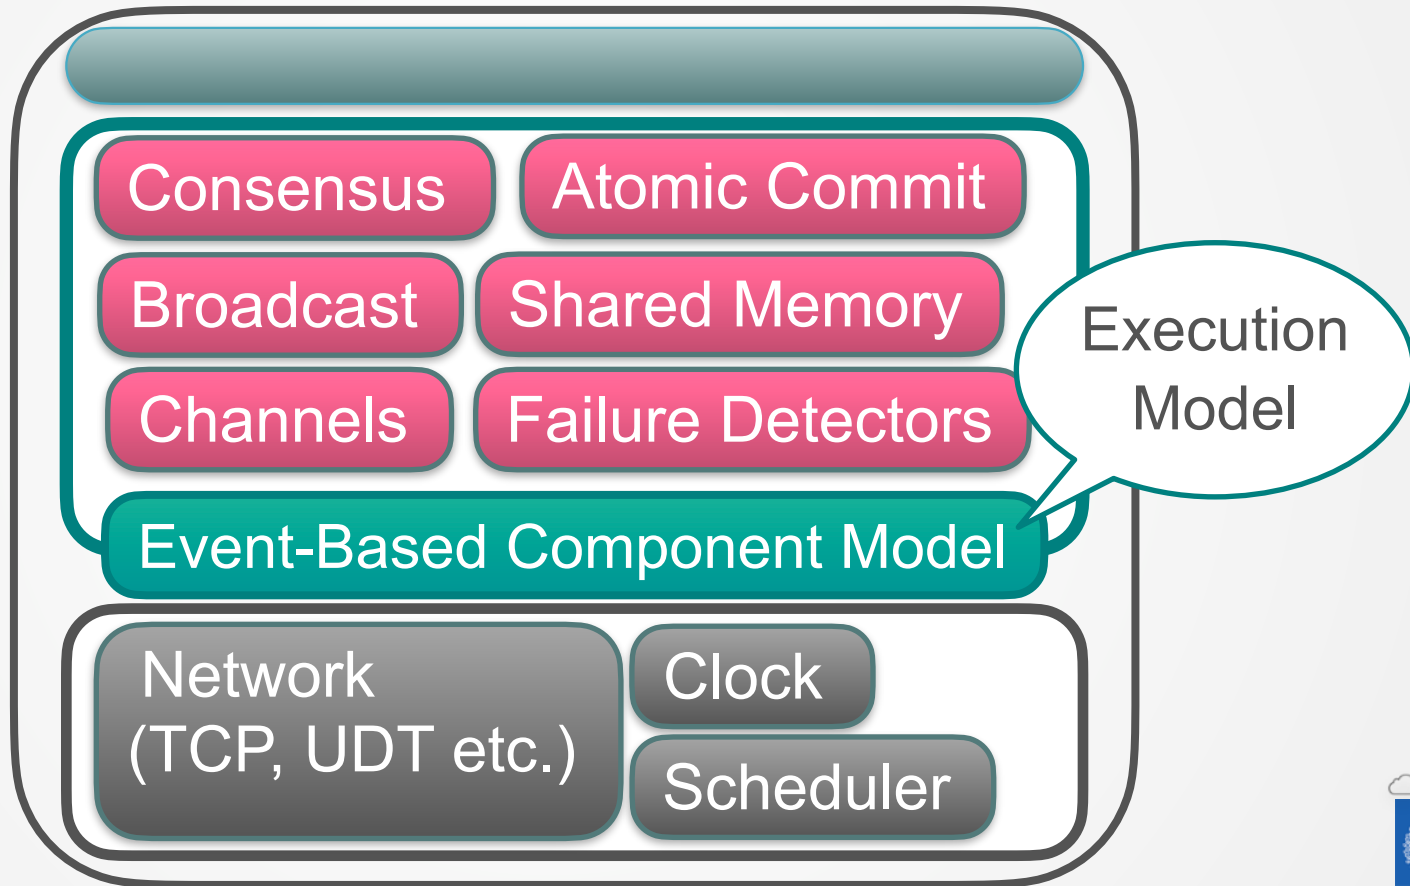 Consensus
Atomic Commit
Broadcast
Shared Memory
Channels
Failure Detectors
Execution
Model
Event-Based Component Model
Network
(TCP, UDT etc.)
Clock
Scheduler